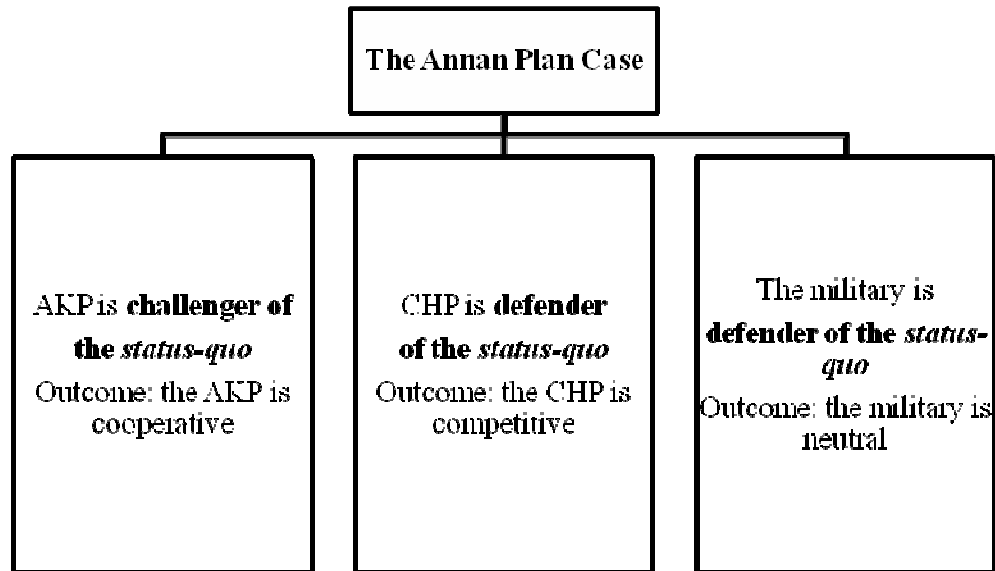 The Annan Plan Case
AKP is challenger of
the status-quo
Outcome: the AKP is
cooperative
CHP is defender
of the status-quo
Outcome: the CHP is
competitive
The military is
defender of the status-
quo
Outcome: the military is
neutral